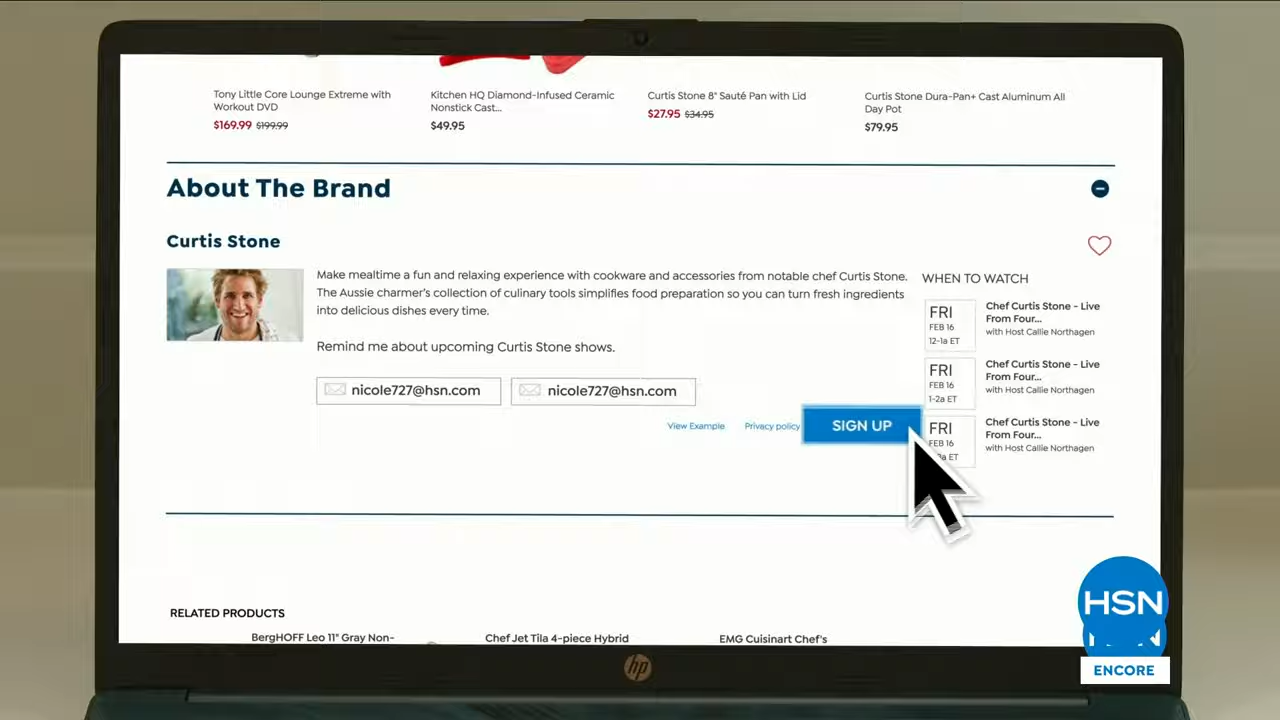 Tony Little Core Lounge Extreme with
Workout DVD
$169.99 $199.99
Kitchen HQ Diamond-Infused Ceramic
Nonstick Cast...
$49.95
Curtis Stone 8" Sauté Pan with Lid
$27.95 $34.95
Curtis Stone Dura-Pan+ Cast Aluminum All
Day Pot
$79.95
About The Brand
Curtis Stone
Make mealtime a fun and relaxing experience with cookware and accessories from notable chef Curtis Stone.
The Aussie charmer's collection of culinary tools simplifies food preparation so you can turn fresh ingredients
into delicious dishes every time.
Remind me about upcoming Curtis Stone shows.
nicole727@hsn.com
nicole727@hsn.com
View Example
Privacy policy
SIGN UP
WHEN TO WATCH
FRI
FEB 16
12-1a ET
Chef Curtis Stone - Live
From Four...
with Host Callie Northagen
FRI
FEB 16
1-2a ET
Chef Curtis Stone - Live
From Four...
with Host Callie Northagen
FRI
FEB 16
ET
Chef Curtis Stone - Live
From Four...
with Host Callie Northagen
RELATED PRODUCTS
BergHOFF Leo 11" Gray Non-
Chef Jet Tila 4-piece Hybrid
EMG Cuisinart Chef's
hp
HSN
ENCORE